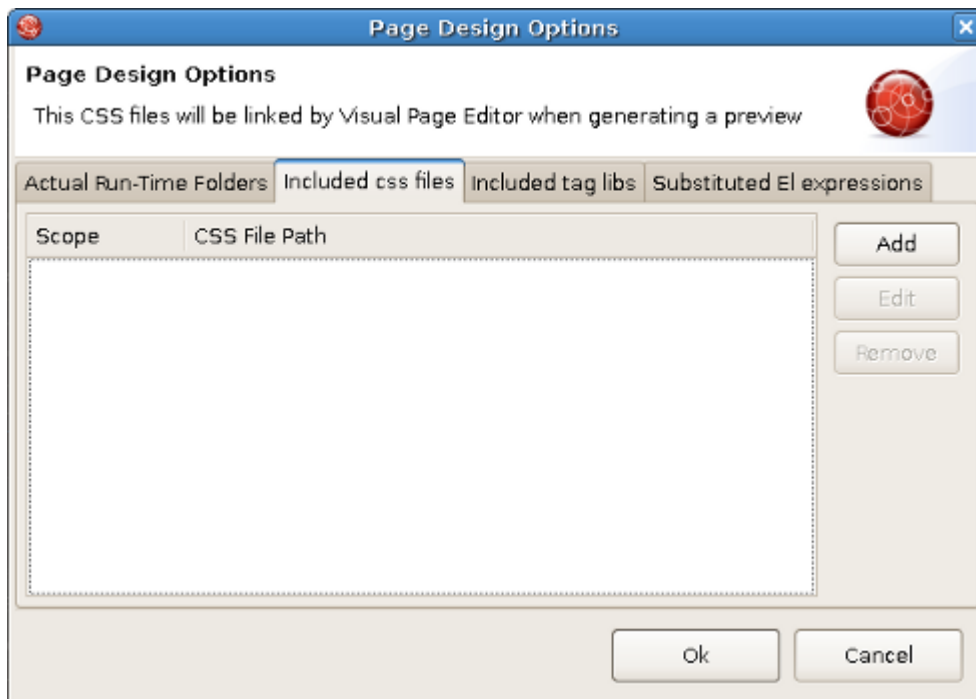 Page Design Options
Page Design Options
This CSS files will be linked by Visual Page Editor when generating a preview
Actual Run-Time Folders Included css files Included tag libs Substituted El expressions
Scope CSS File Path
Add
Edit
Remove
Ok Cancel